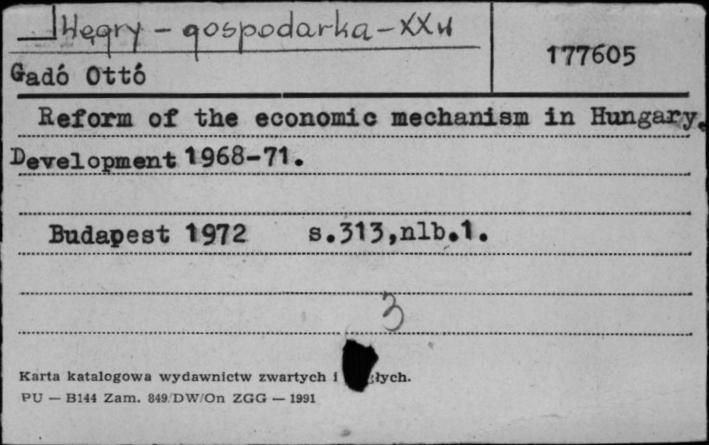 Węgry - gospodarka - XXw
177605
Gadó Ottó
Reform of the economic mechanism in Hungary.
Development 1968-71.
Budapest 1972 s.313,nlb.1.
3
Karta katalogowa wydawnictw zwartych i
PU — B144 Zam. 849/DW/On ZGG — 1991